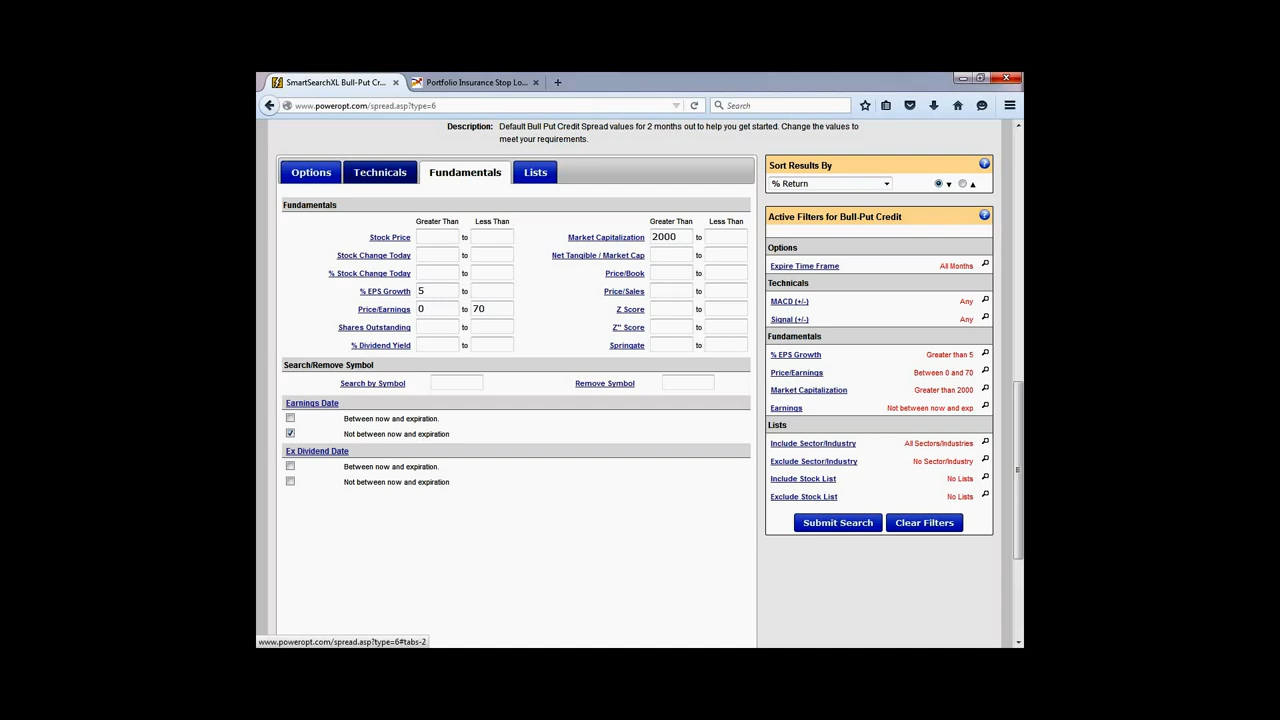 SmartSearchXL Bull-Put Cr...
Portfolio Insurance Stop Lo...
www.poweropt.com/spread.asp?type=6
Search
Description: Default Bull Put Credit Spread values for 2 months out to help you get started. Change the values to
meet your requirements.
Options Technicals Fundamentals Lists
Fundamentals
Greater Than Less Than Greater Than Less Than
Stock Price to Market Capitalization 2000 to
Stock Change Today to Net Tangible / Market Cap to
% Stock Change Today to Price/Book to
% EPS Growth 5 to Price/Sales to
Price/Earnings 0 to 70 Z Score to
Shares Outstanding to Z" Score to
% Dividend Yield to Springate to
Search/Remove Symbol
Search by Symbol Remove Symbol
Earnings Date
Between now and expiration.
Not between now and expiration
Ex Dividend Date
Between now and expiration.
Not between now and expiration
Sort Results By
% Return
Active Filters for Bull-Put Credit
Options
Expire Time Frame All Months
Technicals
MACD (+/-) Any
Signal (+/-) Any
Fundamentals
% EPS Growth Greater than 5
Price/Earnings Between 0 and 70
Market Capitalization Greater than 2000
Earnings Not between now and exp
Lists
Include Sector/Industry All Sectors/Industries
Exclude Sector/Industry No Sector/Industry
Include Stock List No Lists
Exclude Stock List No Lists
Submit Search Clear Filters
www.poweropt.com/spread.asp?type=6#tabs-2